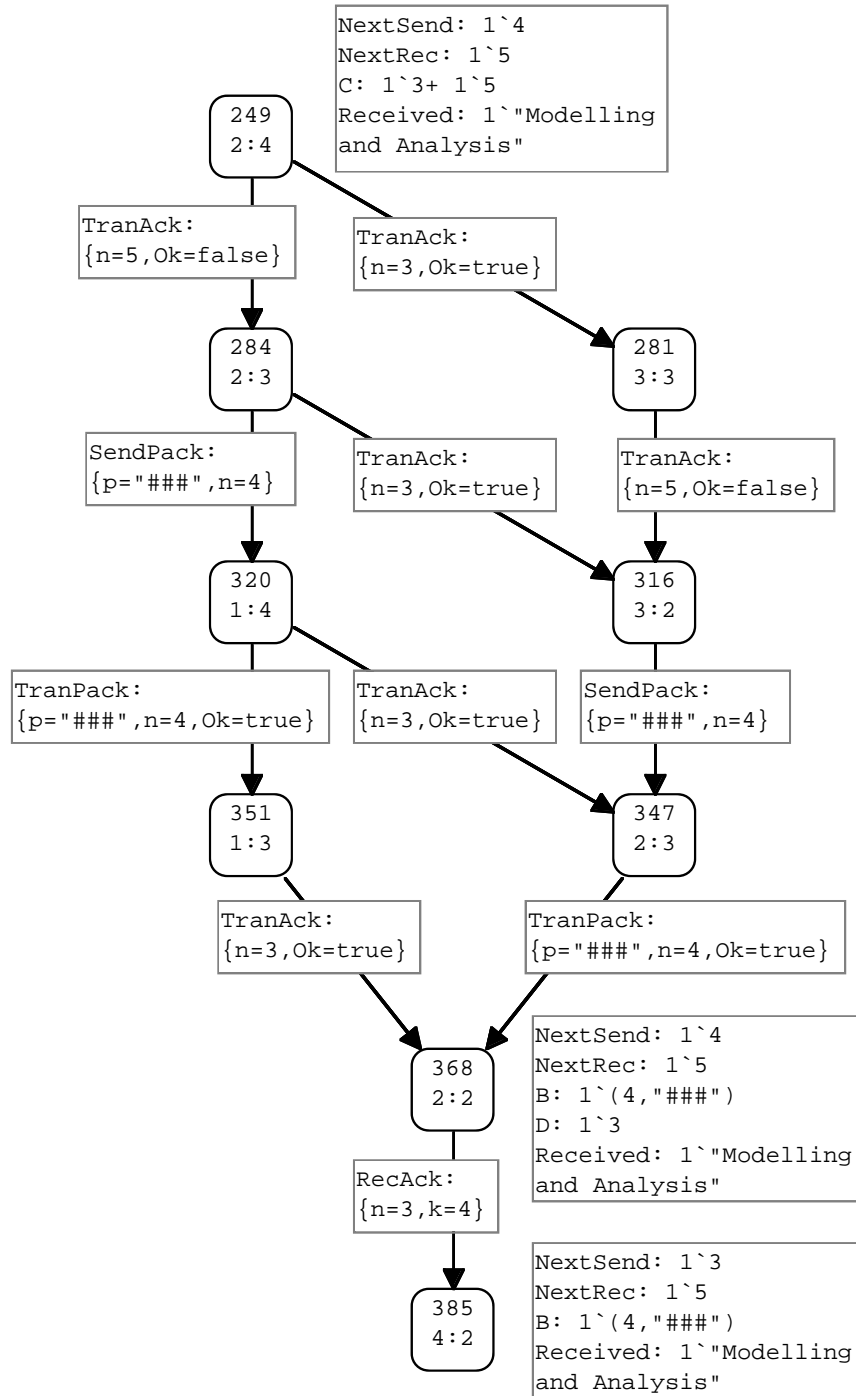 NextSend: 1`4
NextRec: 1`5
C: 1`3+ 1`5
Received: 1`"Modelling
and Analysis"
249
2:4
TranAck:
{n=5,Ok=false}
TranAck:
{n=3,Ok=true}
284
2:3
281
3:3
SendPack:
{p="###",n=4}
TranAck:
{n=3,Ok=true}
TranAck:
{n=5,Ok=false}
320
1:4
316
3:2
TranPack:
{p="###",n=4,Ok=true}
TranAck:
{n=3,Ok=true}
SendPack:
{p="###",n=4}
351
1:3
347
2:3
TranAck:
{n=3,Ok=true}
TranPack:
{p="###",n=4,Ok=true}
368
2:2
NextSend: 1`4
NextRec: 1`5
B: 1`(4,"###")
D: 1`3
Received: 1`"Modelling
and Analysis"
RecAck:
{n=3,k=4}
385
4:2
NextSend: 1`3
NextRec: 1`5
B: 1`(4,"###")
Received: 1`"Modelling
and Analysis"